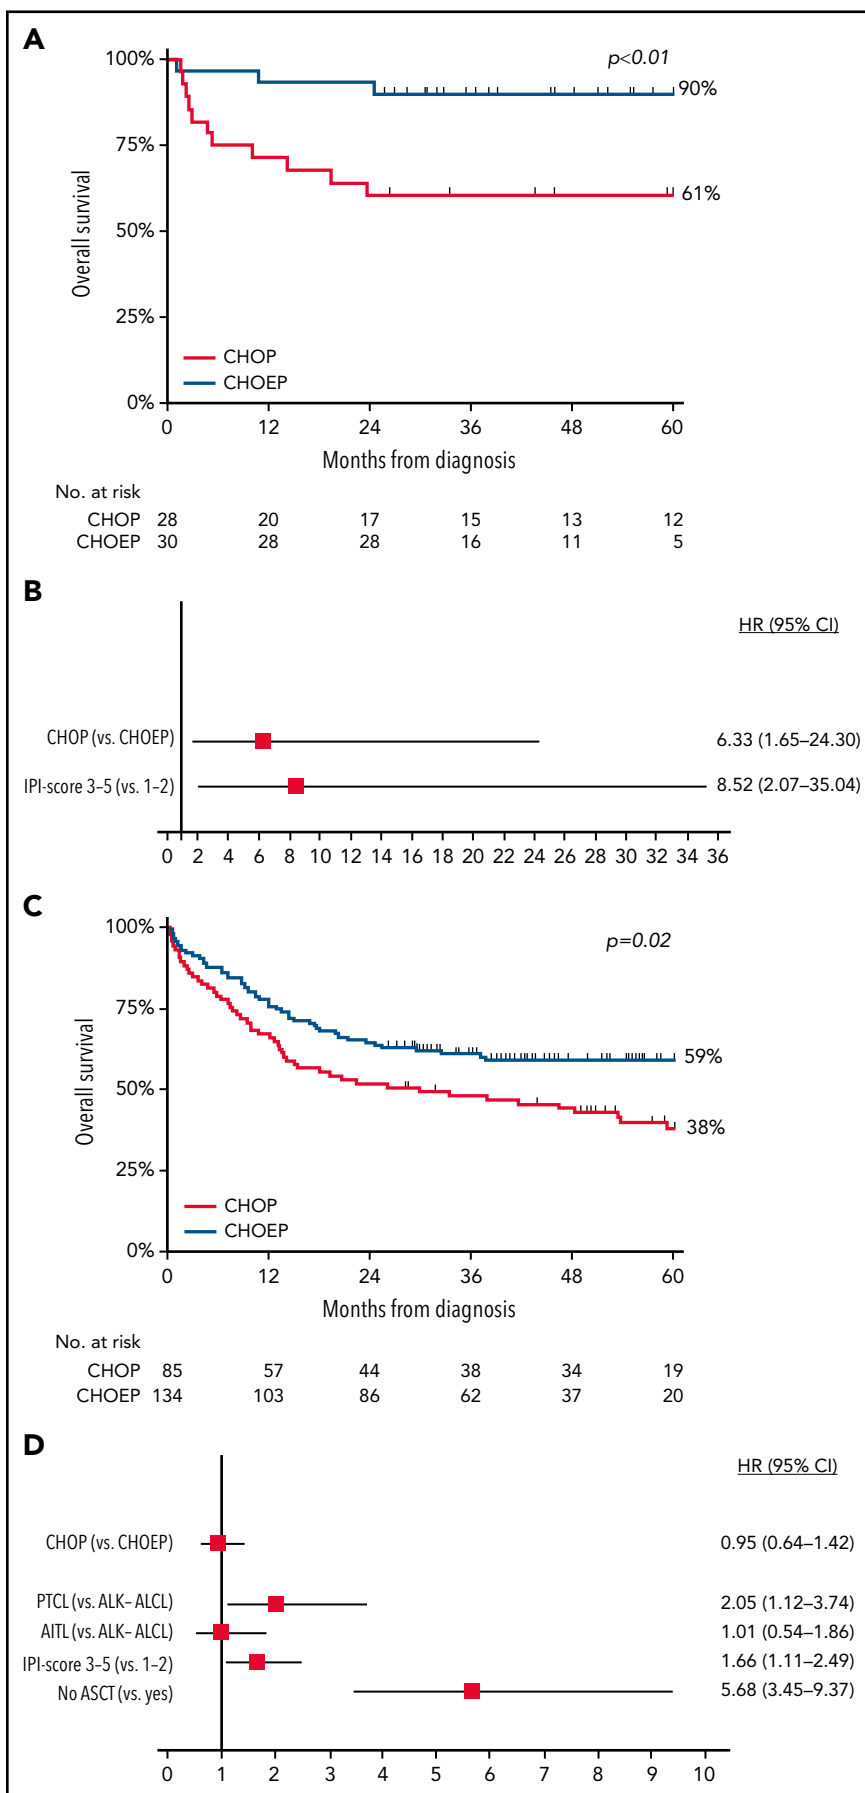 A
100%
75%
50%
25%
0%
Overall survival
p<0.01
90%
61%
CHOP
CHOEP
0 12 24 36 48 60
Months from diagnosis
No. at risk
CHOP 28 20 17 15 13 12
CHOEP 30 28 28 16 11 5
B
HR (95% CI)
CHOP (vs. CHOEP) 6.33 (1.65–24.30)
IPI-score 3–5 (vs. 1–2) 8.52 (2.07–35.04)
0 2 4 6 8 10 12 14 16 18 20 22 24 26 28 30 32 34 36
C
100%
75%
50%
25%
0%
Overall survival
p=0.02
59%
38%
CHOP
CHOEP
0 12 24 36 48 60
Months from diagnosis
No. at risk
CHOP 85 57 44 38 34 19
CHOEP 134 103 86 62 37 20
D
HR (95% CI)
CHOP (vs. CHOEP) 0.95 (0.64–1.42)
PTCL (vs. ALK– ALCL) 2.05 (1.12–3.74)
AITL (vs. ALK– ALCL) 1.01 (0.54–1.86)
IPI-score 3–5 (vs. 1–2) 1.66 (1.11–2.49)
No ASCT (vs. yes) 5.68 (3.45–9.37)
0 1 2 3 4 5 6 7 8 9 10